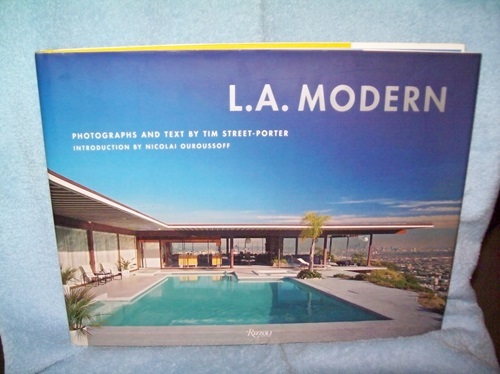 L.A. MODERN
PHOTOGRAPHS AND TEXT BY TIM STREET-PORTER
INTRODUCTION BY NICOLAI OUROUSSOFF
RIZZOLI